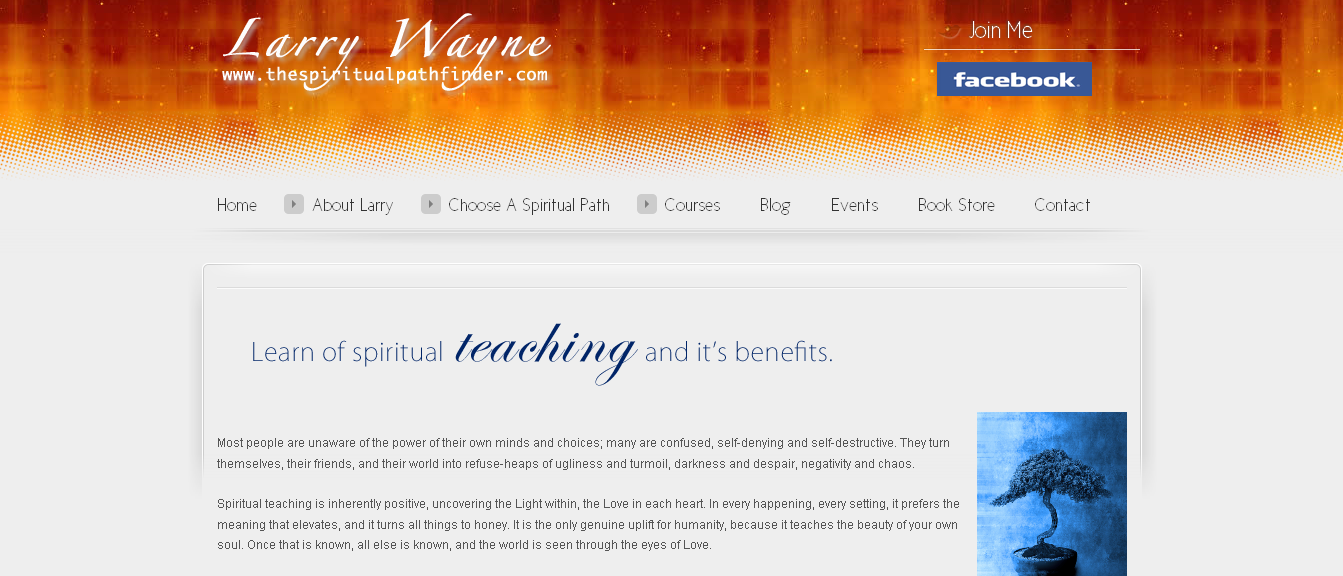 Larry Wayne
www.thespiritualpathfinder.com
Join Me
facebook.
Home About Larry Choose A Spiritual Path Courses Blog Events Book Store Contact
Learn of spiritual teaching and it's benefits.
Most people are unaware of the power of their own minds and choices; many are confused, self-denying and self-destructive. They turn
themselves, their friends, and their world into refuse-heaps of ugliness and turmoil, darkness and despair, negativity and chaos.
Spiritual teaching is inherently positive, uncovering the Light within, the Love in each heart. In every happening, every setting, it prefers the
meaning that elevates, and it turns all things to honey. It is the only genuine uplift for humanity, because it teaches the beauty of your own
soul. Once that is known, all else is known, and the world is seen through the eyes of Love.